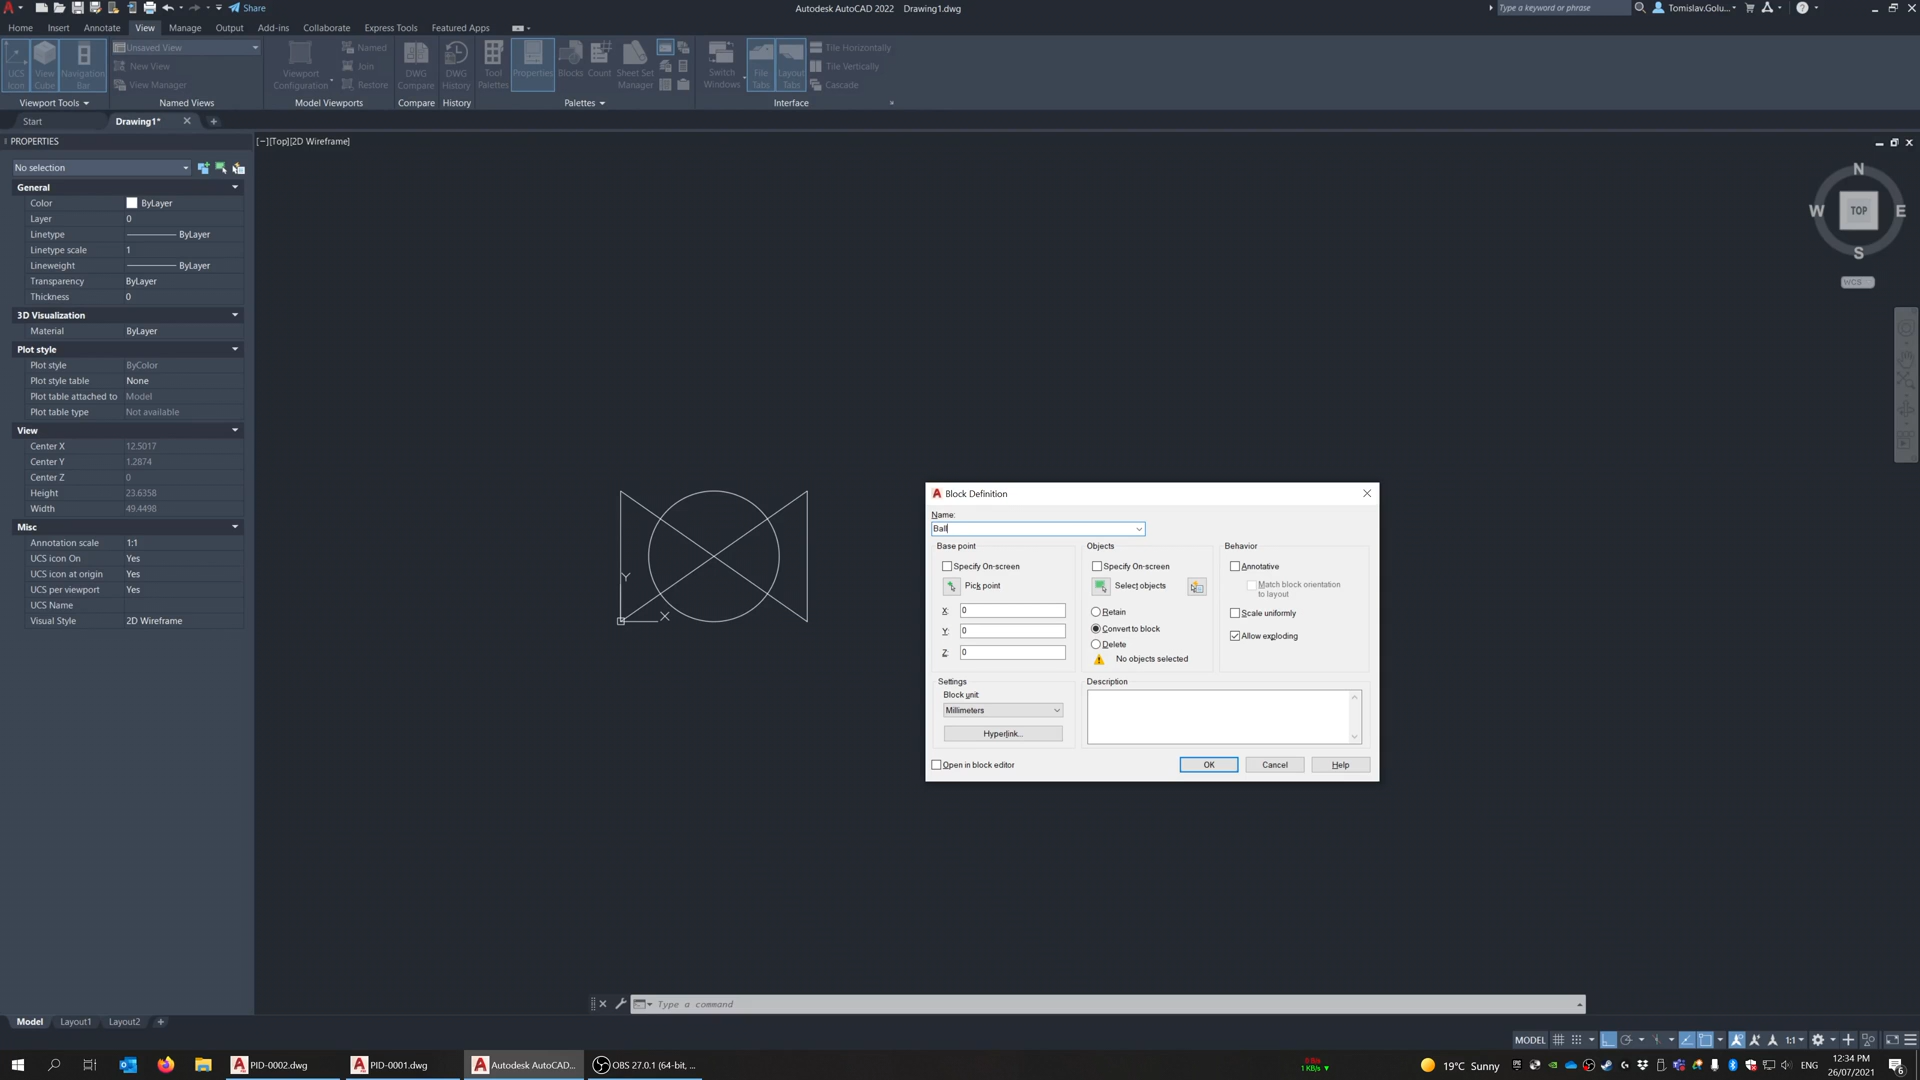 Share
Autodesk AutoCAD 2022 Drawing1.dwg
Type a keyword or phrase
Tomislav.Golu...
Home Insert Annotate View Manage Output Add-ins Collaborate Express Tools Featured Apps
UCS Icon
View Cube
Navigation Bar
Viewport Tools
Unsaved View
New View
View Manager
Named Views
Viewport Configuration
Named
Join
Restore
Model Viewports
DWG Compare
Compare
DWG History
History
Tool Palettes
Properties
Blocks
Count
Sheet Set Manager
Palettes
Switch Windows
File Tabs
Layout Tabs
Tile Horizontally
Tile Vertically
Cascade
Interface
Start Drawing1* +
PROPERTIES
No selection
General
Color ByLayer
Layer 0
Linetype ByLayer
Linetype scale 1
Lineweight ByLayer
Transparency ByLayer
Thickness 0
3D Visualization
Material ByLayer
Plot style
Plot style ByColor
Plot style table None
Plot table attached to Model
Plot table type Not available
View
Center X 12.5017
Center Y 1.2874
Center Z 0
Height 23.6358
Width 49.4498
Misc
Annotation scale 1:1
UCS icon On Yes
UCS icon at origin Yes
UCS per viewport Yes
UCS Name
Visual Style 2D Wireframe
[−][Top][2D Wireframe]
N
W TOP E
S
WCS
Y
X
Block Definition
Name:
Ball
Base point
Specify On-screen
Pick point
X: 0
Y: 0
Z: 0
Objects
Specify On-screen
Select objects
Retain
Convert to block
Delete
No objects selected
Behavior
Annotative
Match block orientation
to layout
Scale uniformly
Allow exploding
Settings
Block unit:
Millimeters
Hyperlink...
Description
Open in block editor
OK Cancel Help
Type a command
Model Layout1 Layout2 +
MODEL 1:1
PID-0002.dwg PID-0001.dwg Autodesk AutoCAD... OBS 27.0.1 (64-bit, ...
19°C Sunny
ENG
12:34 PM
26/07/2021
6